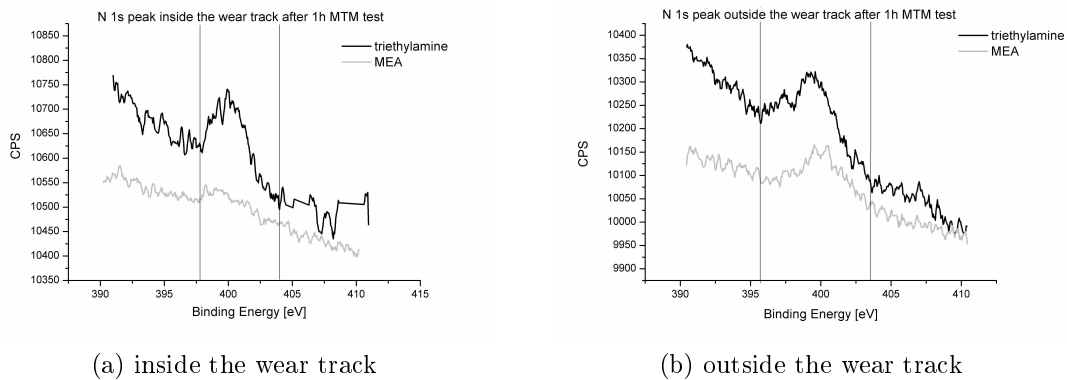 N 1s peak inside the wear track after 1h MTM test
10850
10800
10750
10700
10650
10600
10550
10500
10450
10400
10350
CPS
triethylamine
MEA
390
395
400
405
410
415
Binding Energy [eV]
(a) inside the wear track
N 1s peak outside the wear track after 1h MTM test
10400
10350
10300
10250
10200
10150
10100
10050
10000
9950
9900
CPS
triethylamine
MEA
390
395
400
405
410
Binding Energy [eV]
(b) outside the wear track